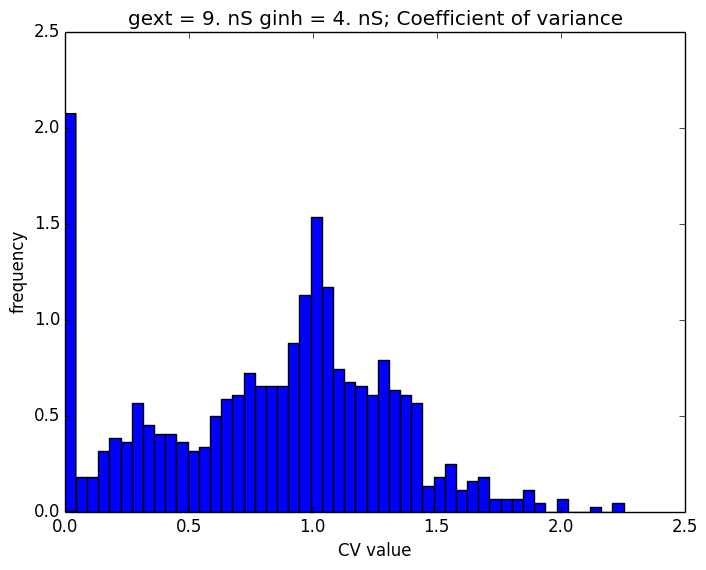 gext = 9. nS ginh = 4. nS; Coefficient of variance
2.5
2.0
1.5
1.0
0.5
0.0
frequency
0.0 0.5 1.0 1.5 2.0 2.5
CV value